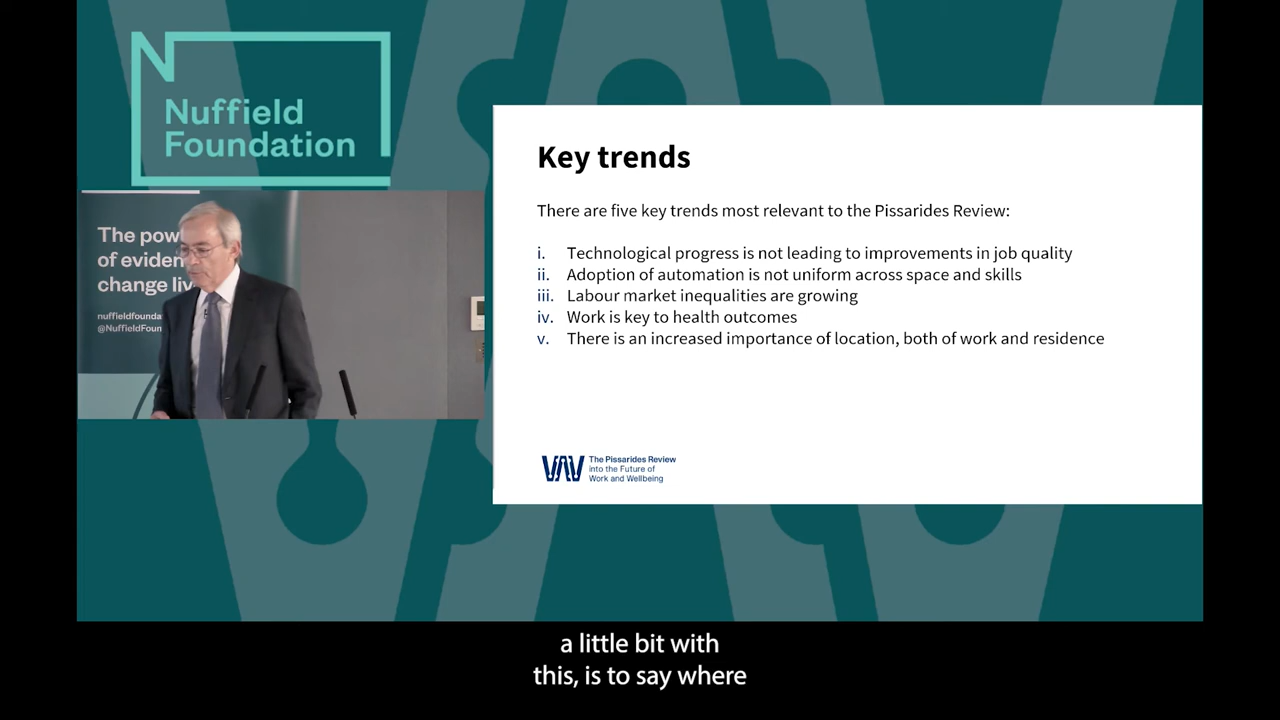 Nuffield
Foundation
The pow
of eviden
change liv
nuffieldfounda
@NuffieldFoun
Key trends
There are five key trends most relevant to the Pissarides Review:
i. Technological progress is not leading to improvements in job quality
ii. Adoption of automation is not uniform across space and skills
iii. Labour market inequalities are growing
iv. Work is key to health outcomes
v. There is an increased importance of location, both of work and residence
The Pissarides Review
into the Future of
Work and Wellbeing
a little bit with
this, is to say where